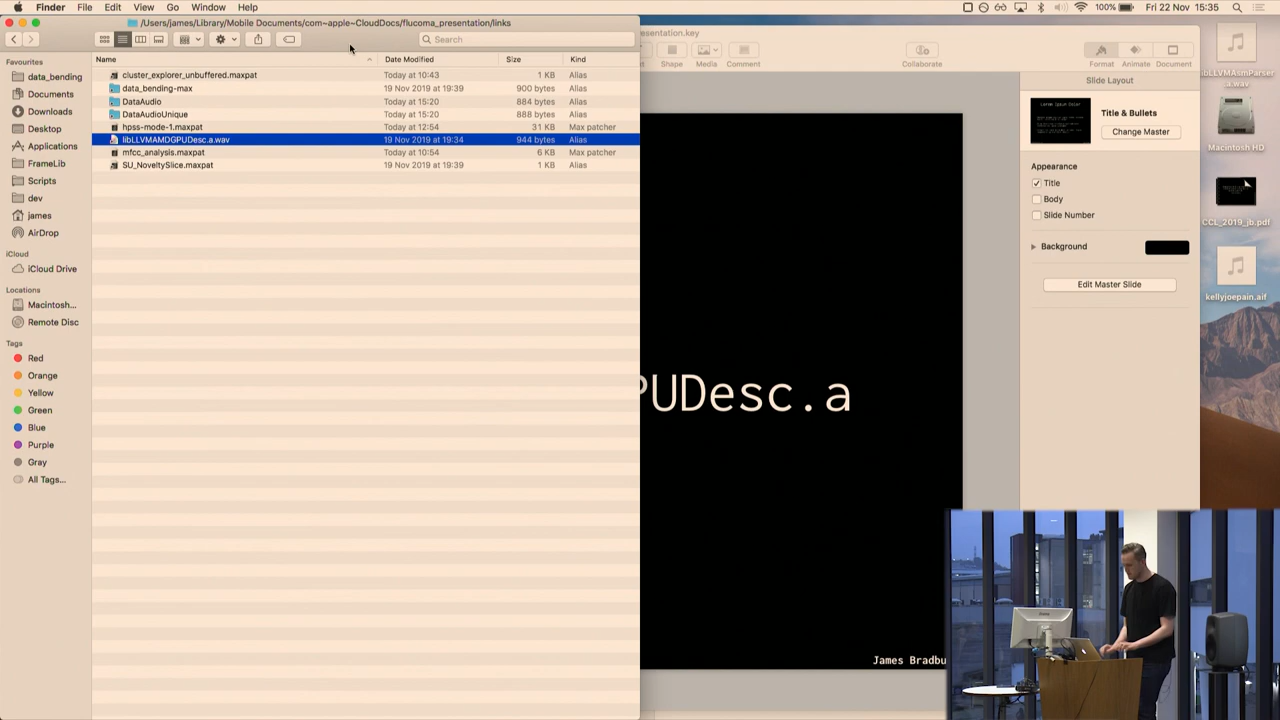 Finder File Edit View Go Window Help
100% Fri 22 Nov 15:35
/Users/james/Library/Mobile Documents/com~apple~CloudDocs/flucoma_presentation/links
Search
Favourites
data_bending
Documents
Downloads
Desktop
Applications
FrameLib
Scripts
dev
james
AirDrop
iCloud
iCloud Drive
Locations
Macintosh...
Remote Disc
Tags
Red
Orange
Yellow
Green
Blue
Purple
Gray
All Tags...
Name Date Modified Size Kind
cluster_explorer_unbuffered.maxpat Today at 10:43 1 KB Alias
data_bending-max 19 Nov 2019 at 19:39 900 bytes Alias
DataAudio Today at 15:20 884 bytes Alias
DataAudioUnique Today at 15:20 888 bytes Alias
hpss-mode-1.maxpat Today at 12:54 31 KB Max patcher
libLLVMAMDGPUDesc.a.wav 19 Nov 2019 at 19:34 944 bytes Alias
mfcc_analysis.maxpat Today at 10:54 6 KB Max patcher
SU_NoveltySlice.maxpat 19 Nov 2019 at 19:39 1 KB Alias
esentation.key
Shape Media Comment Collaborate Format Animate Document
PUDesc.a
James Bradbu
Slide Layout
Title & Bullets
Change Master
Appearance
Title
Body
Slide Number
Background
Edit Master Slide
LLVMAsmParser
a.wav
Macintosh HD
CCL_2019_jb.pdf
kellyjoepain.aif